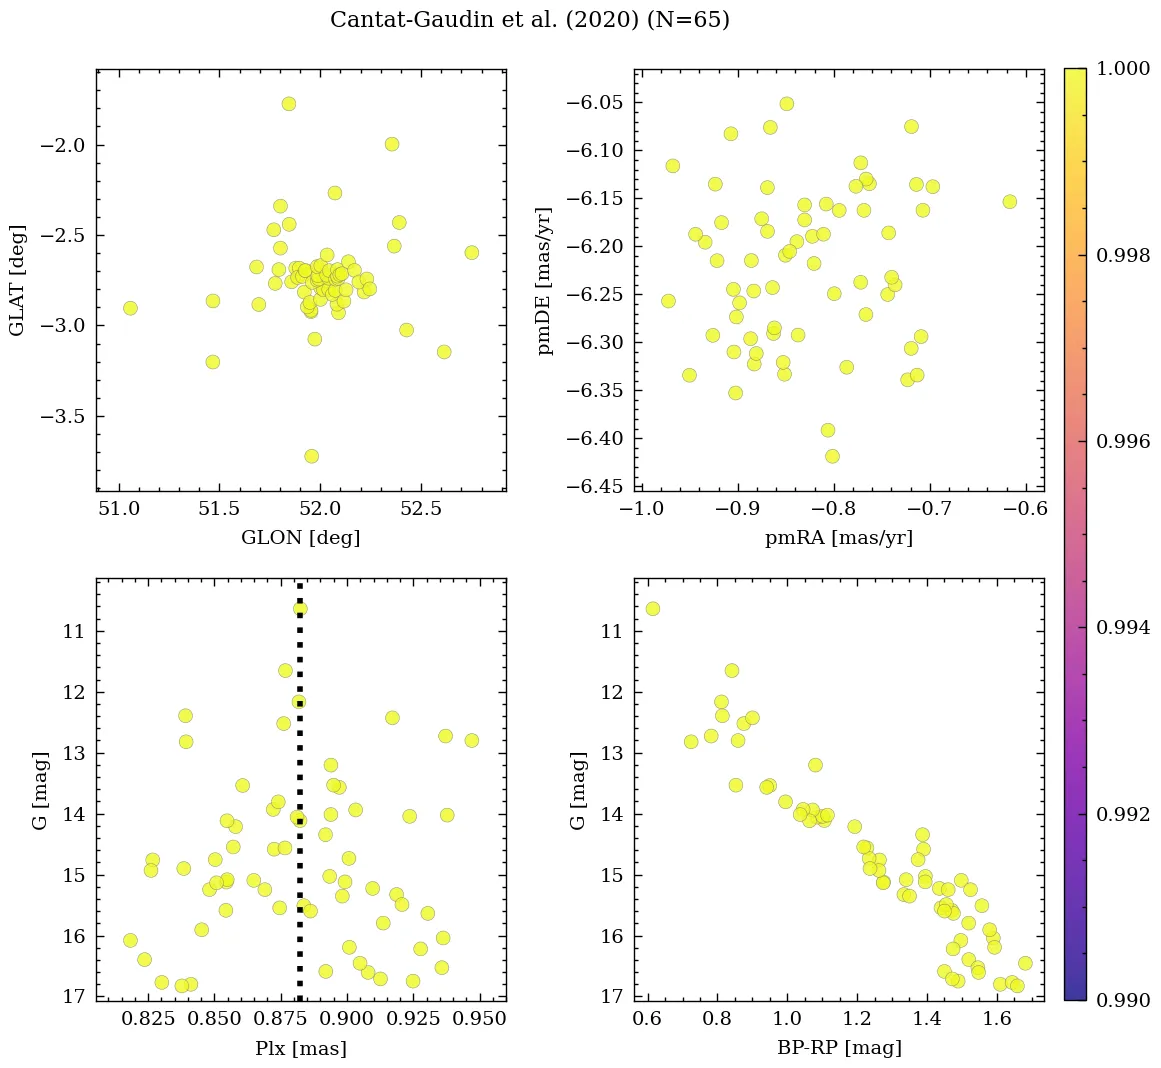 Cantat-Gaudin et al. (2020) (N=65)
GLAT [deg]
−2.0
−2.5
−3.0
−3.5
51.0 51.5 52.0 52.5
GLON [deg]
pmDE [mas/yr]
−6.05
−6.10
−6.15
−6.20
−6.25
−6.30
−6.35
−6.40
−6.45
−1.0 −0.9 −0.8 −0.7 −0.6
pmRA [mas/yr]
G [mag]
11
12
13
14
15
16
17
0.825 0.850 0.875 0.900 0.925 0.950
Plx [mas]
G [mag]
11
12
13
14
15
16
17
0.6 0.8 1.0 1.2 1.4 1.6
BP-RP [mag]
1.000
0.998
0.996
0.994
0.992
0.990